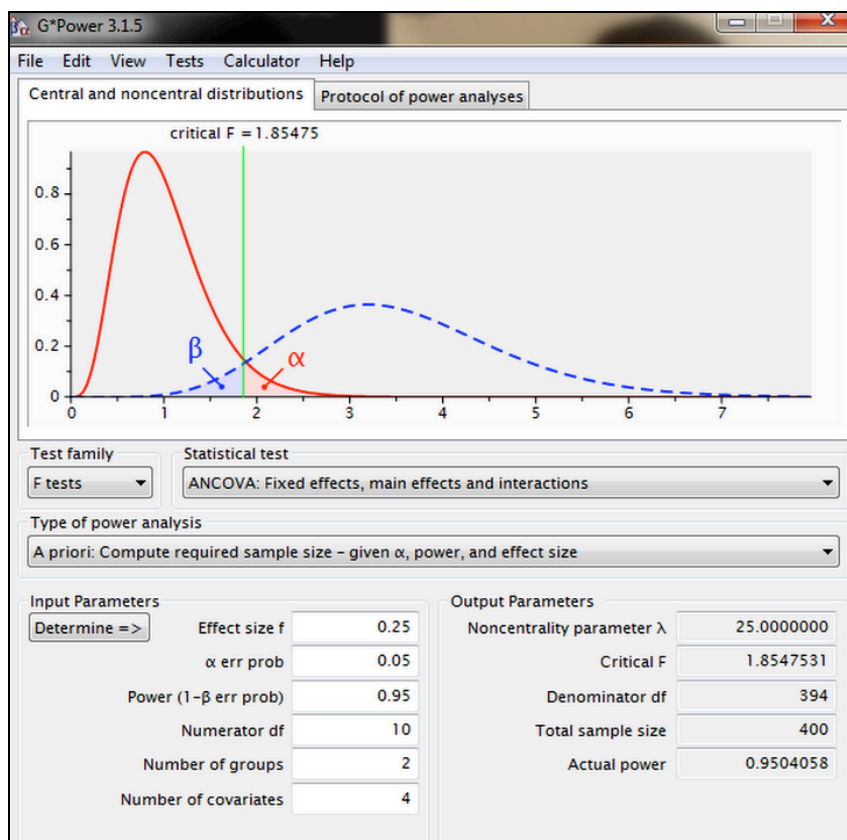 G*Power 3.1.5
File Edit View Tests Calculator Help
Central and noncentral distributions Protocol of power analyses
critical F = 1.85475
0.8
0.6
0.4
0.2
0
β α
0 1 2 3 4 5 6 7
Test family Statistical test
F tests ANCOVA: Fixed effects, main effects and interactions
Type of power analysis
A priori: Compute required sample size – given α, power, and effect size
Input Parameters Output Parameters
Determine => Effect size f 0.25 Noncentrality parameter λ 25.0000000
α err prob 0.05 Critical F 1.8547531
Power (1-β err prob) 0.95 Denominator df 394
Numerator df 10 Total sample size 400
Number of groups 2 Actual power 0.9504058
Number of covariates 4